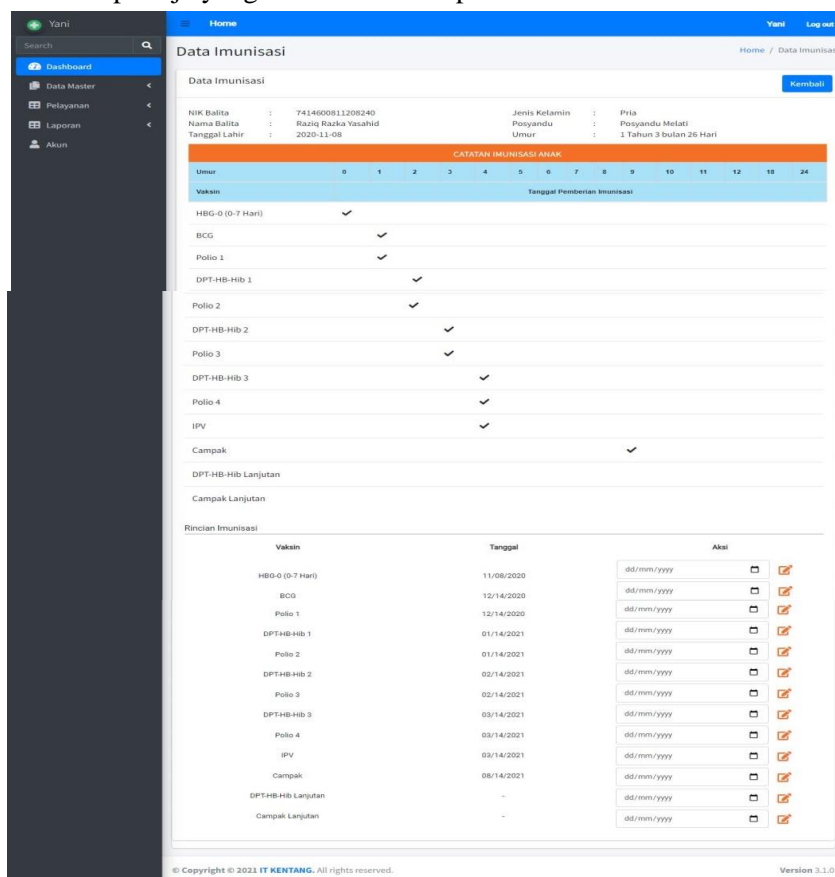 Yani
Home
Yani Log out
Search
Data Imunisasi
Home / Data Imunisas
Dashboard
Data Master
Pelayanan
Laporan
Akun
Data Imunisasi
Kembali
NIK Balita : 7414600811208240 Jenis Kelamin : Pria
Nama Balita : Raziq Razka Yasahid Posyandu : Posyandu Melati
Tanggal Lahir : 2020-11-08 Umur : 1 Tahun 3 bulan 26 Hari
CATATAN IMUNISASI ANAK
Umur 0 1 2 3 4 5 6 7 8 9 10 11 12 18 24
Vaksin Tanggal Pemberian Imunisasi
HBG-0 (0-7 Hari)
BCG
Polio 1
DPT-HB-Hib 1
Polio 2
DPT-HB-Hib 2
Polio 3
DPT-HB-Hib 3
Polio 4
IPV
Campak
DPT-HB-Hib Lanjutan
Campak Lanjutan
Rincian Imunisasi
Vaksin Tanggal Aksi
HBG-0 (0-7 Hari) 11/08/2020 dd/mm/yyyy
BCG 12/14/2020 dd/mm/yyyy
Polio 1 12/14/2020 dd/mm/yyyy
DPT-HB-Hib 1 01/14/2021 dd/mm/yyyy
Polio 2 01/14/2021 dd/mm/yyyy
DPT-HB-Hib 2 02/14/2021 dd/mm/yyyy
Polio 3 02/14/2021 dd/mm/yyyy
DPT-HB-Hib 3 03/14/2021 dd/mm/yyyy
Polio 4 03/14/2021 dd/mm/yyyy
IPV 03/14/2021 dd/mm/yyyy
Campak 08/14/2021 dd/mm/yyyy
DPT-HB-Hib Lanjutan - dd/mm/yyyy
Campak Lanjutan - dd/mm/yyyy
© Copyright © 2021 IT KENTANG. All rights reserved. Version 3.1.0